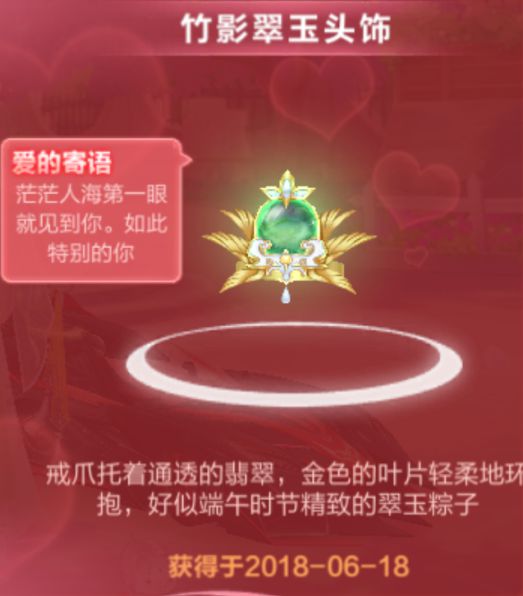 竹影翠玉头饰
爱的寄语
茫茫人海第一眼
就见到你。如此
特别的你
戒爪托着通透的翡翠，金色的叶片轻柔地环
抱，好似端午时节精致的翠玉粽子
获得于2018-06-18